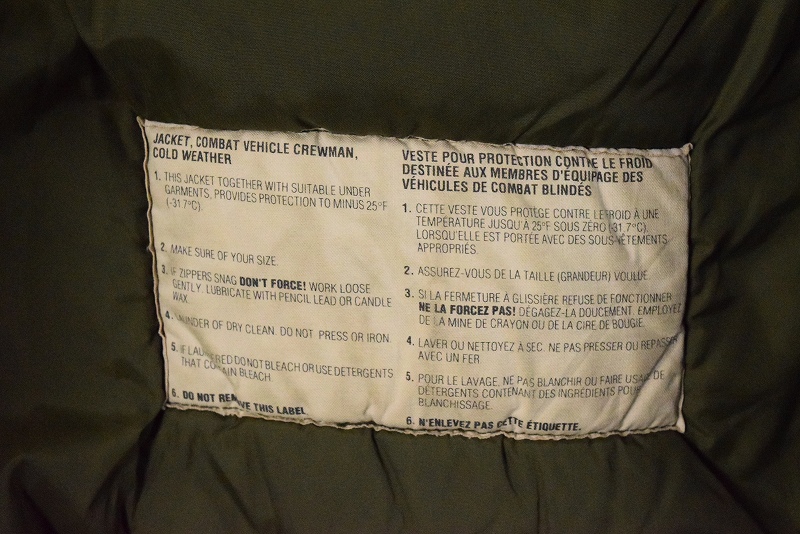 JACKET, COMBAT VEHICLE CREWMAN,
COLD WEATHER
1. THIS JACKET TOGETHER WITH SUITABLE UNDER
GARMENTS, PROVIDES PROTECTION TO MINUS 25°F
(-31.7°C)
2. MAKE SURE OF YOUR SIZE.
3. IF ZIPPERS SNAG DON'T FORCE! WORK LOOSE
GENTLY. LUBRICATE WITH PENCIL LEAD OR CANDLE
WAX.
4. LAUNDER OF DRY CLEAN. DO NOT PRESS OR IRON.
5. IF LAUNDERED DO NOT BLEACH OR USE DETERGENTS
THAT CONTAIN BLEACH.
6. DO NOT REMOVE THIS LABEL
VESTE POUR PROTECTION CONTRE LE FROID
DESTINÉE AUX MEMBRES D'ÉQUIPAGE DES
VÉHICULES DE COMBAT BLINDÉS
1. CETTE VESTE VOUS PROTÈGE CONTRE LE FROID À UNE
TEMPÉRATURE JUSQU'À 25°F SOUS ZÉRO (-31.7°C).
LORSQU'ELLE EST PORTÉE AVEC DES SOUS-VÊTEMENTS
APPROPRIÉS.
2. ASSUREZ-VOUS DE LA TAILLE (GRANDEUR) VOULUE.
3. SI LA FERMETURE À GLISSIÈRE REFUSE DE FONCTIONNER
NE LA FORCEZ PAS! DÉGAGEZ-LA DOUCEMENT. EMPLOYEZ
DE LA MINE DE CRAYON OU DE LA CIRE DE BOUGIE.
4. LAVER OU NETTOYEZ À SEC. NE PAS PRESSER OU REPASSER
AVEC UN FER
5. POUR LE LAVAGE, NE PAS BLANCHIR OU FAIRE USAGE DE
DÉTERGENTS CONTENANT DES INGRÉDIENTS POUR
BLANCHISSAGE.
6. N'ENLEVEZ PAS CETTE ÉTIQUETTE.